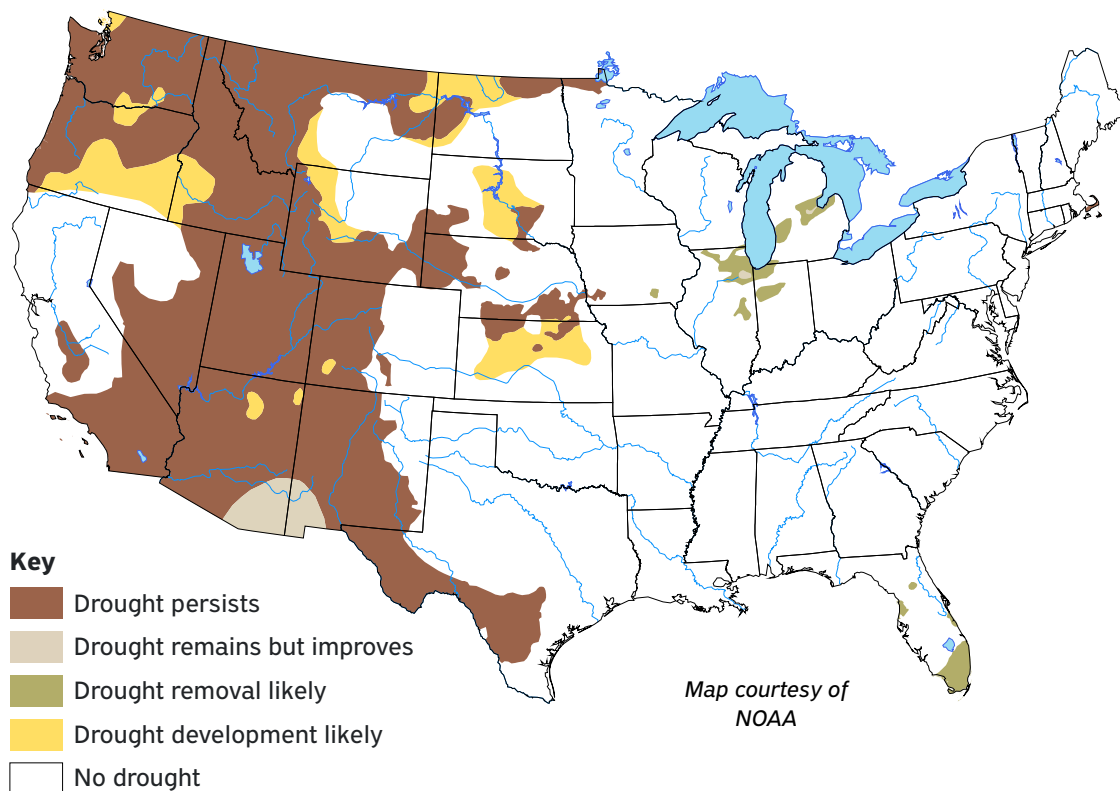 Key
Drought persists
Drought remains but improves
Drought removal likely
Drought development likely
No drought
Map courtesy of
NOAA